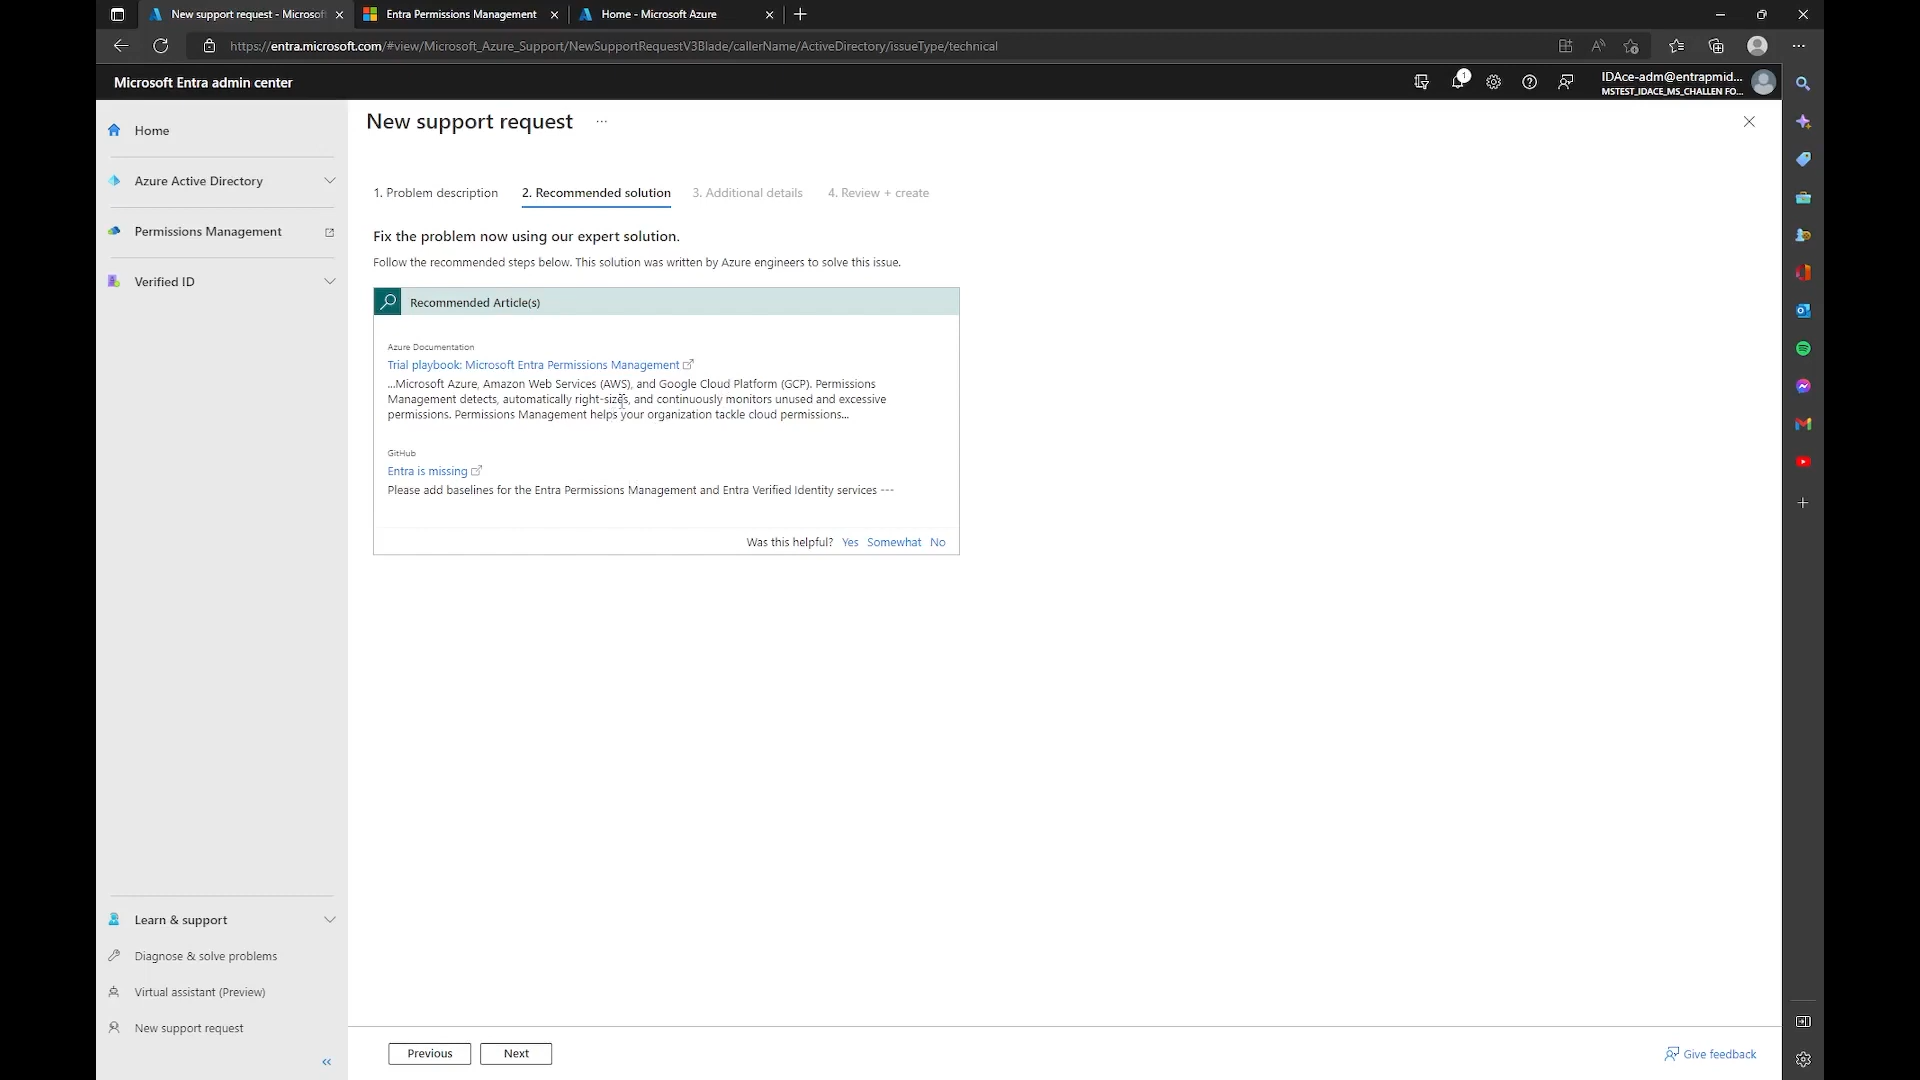 New support request - Microsof
Entra Permissions Management
Home - Microsoft Azure
https://entra.microsoft.com/#view/Microsoft_Azure_Support/NewSupportRequestV3Blade/callerName/ActiveDirectory/issueType/technical
Microsoft Entra admin center
1
IDAce-adm@entrapmid...
MSTEST_IDACE_MS_CHALLEN FO...
Home
Azure Active Directory
Permissions Management
Verified ID
New support request ...
1. Problem description
2. Recommended solution
3. Additional details
4. Review + create
Fix the problem now using our expert solution.
Follow the recommended steps below. This solution was written by Azure engineers to solve this issue.
Recommended Article(s)
Azure Documentation
Trial playbook: Microsoft Entra Permissions Management
...Microsoft Azure, Amazon Web Services (AWS), and Google Cloud Platform (GCP). Permissions
Management detects, automatically right-sizes, and continuously monitors unused and excessive
permissions. Permissions Management helps your organization tackle cloud permissions...
GitHub
Entra is missing
Please add baselines for the Entra Permissions Management and Entra Verified Identity services ---
Was this helpful? Yes Somewhat No
Learn & support
Diagnose & solve problems
Virtual assistant (Preview)
New support request
Previous
Next
Give feedback